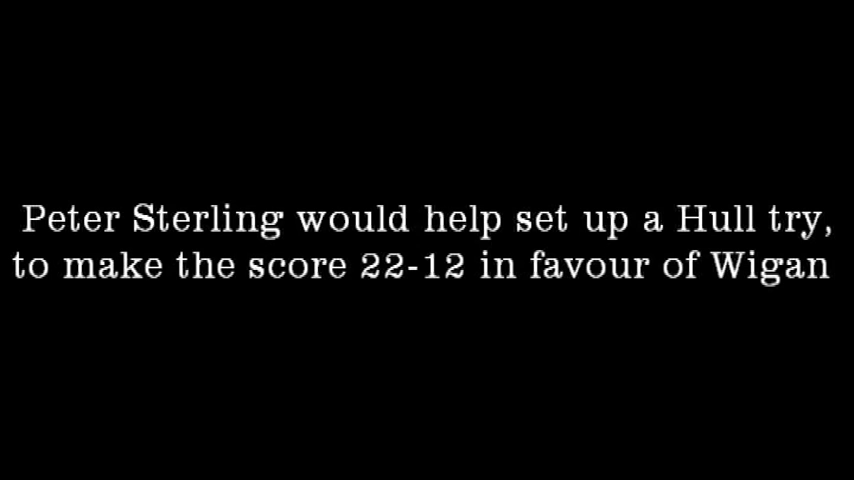 Peter Sterling would help set up a Hull try,
to make the score 22-12 in favour of Wigan